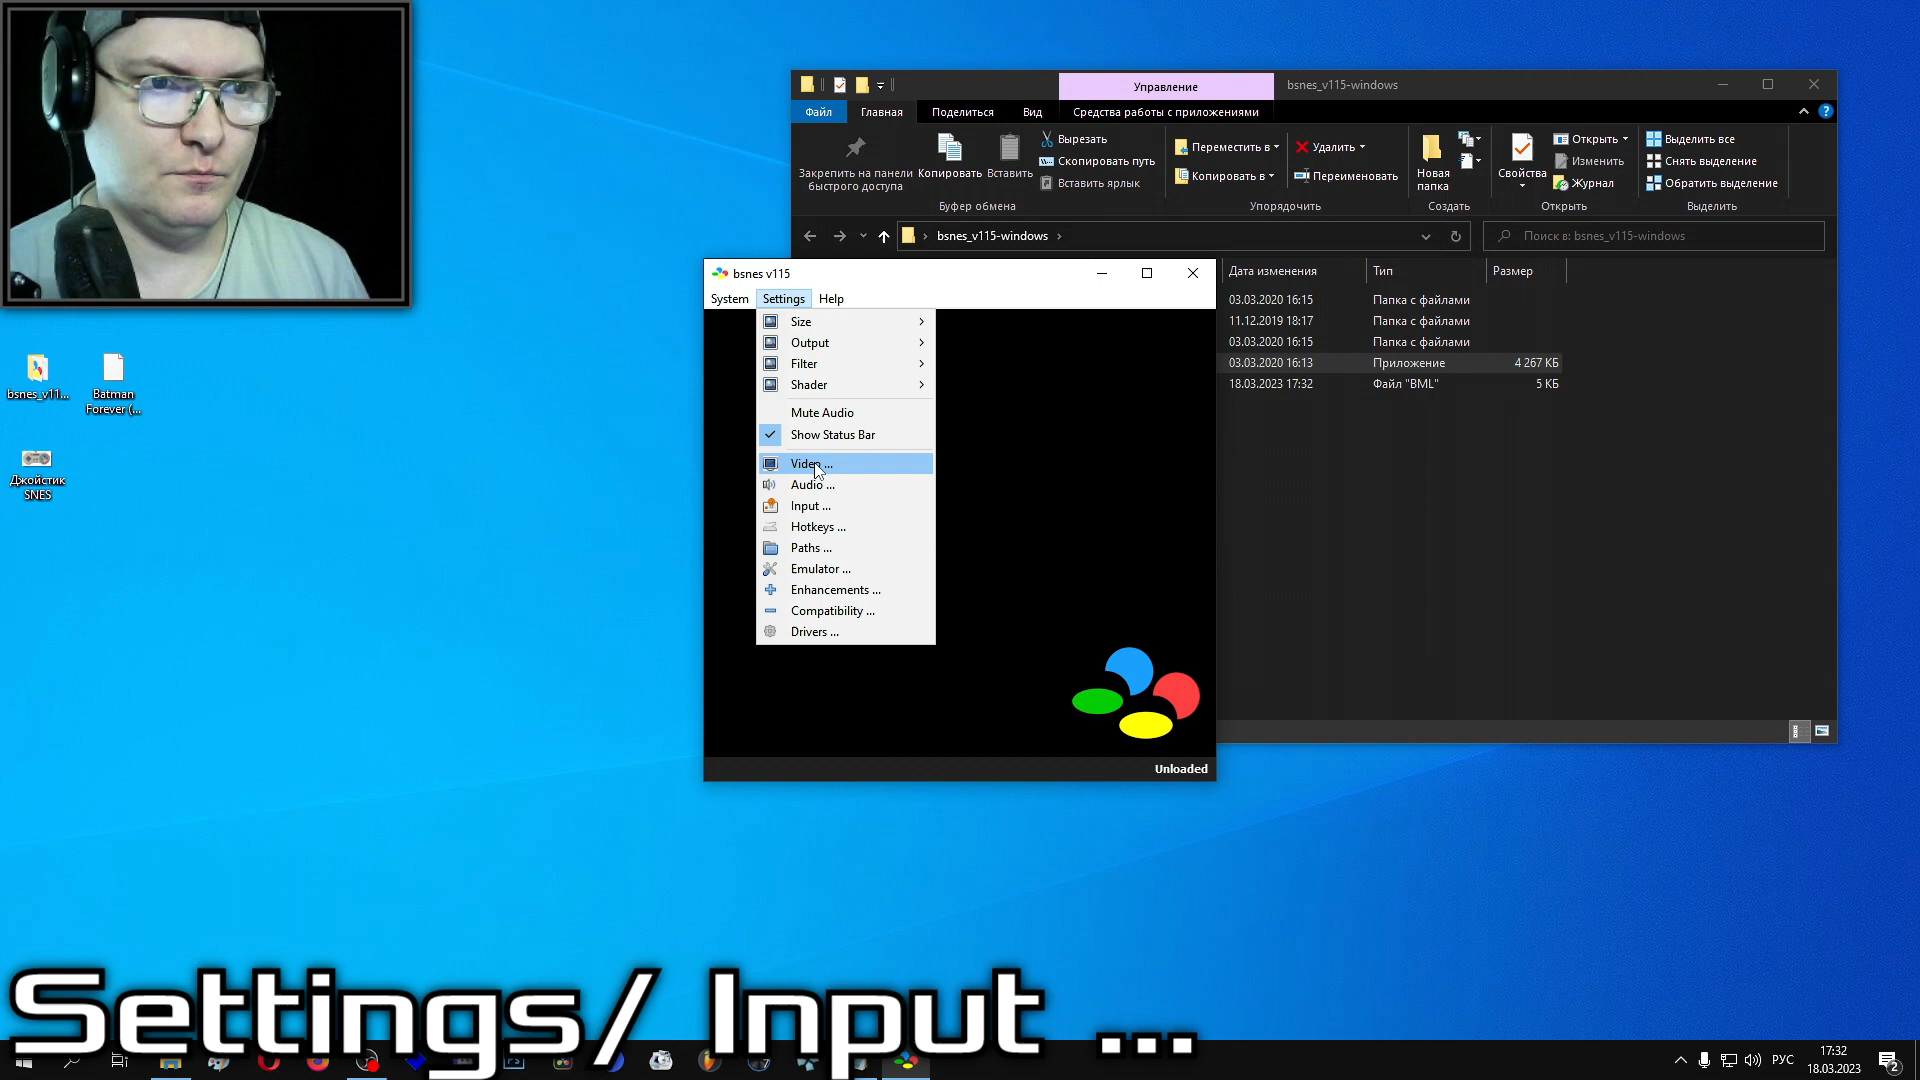 Управление
bsnes_v115-windows
Файл
Главная
Поделиться
Вид
Средства работы с приложениями
Закрепить на панели быстрого доступа
Копировать
Вставить
Вырезать
Скопировать путь
Вставить ярлык
Буфер обмена
Переместить в
Копировать в
Удалить
Переименовать
Упорядочить
Новая папка
Создать
Свойства
Открыть
Изменить
Журнал
Открыть
Выделить все
Снять выделение
Обратить выделение
Выделить
bsnes_v115-windows
Поиск в: bsnes_v115-windows
Дата изменения
Тип
Размер
03.03.2020 16:15 Папка с файлами
11.12.2019 18:17 Папка с файлами
03.03.2020 16:15 Папка с файлами
03.03.2020 16:13 Приложение 4 267 КБ
18.03.2023 17:32 Файл "BML" 5 КБ
bsnes v115
System Settings Help
Size
Output
Filter
Shader
Mute Audio
Show Status Bar
Video ...
Audio ...
Input ...
Hotkeys ...
Paths ...
Emulator ...
Enhancements ...
Compatibility ...
Drivers ...
Unloaded
bsnes_v11...
Batman
Forever (...
Джойстик
SNES
Settings/ Input ...
РУС
17:32
18.03.2023
2